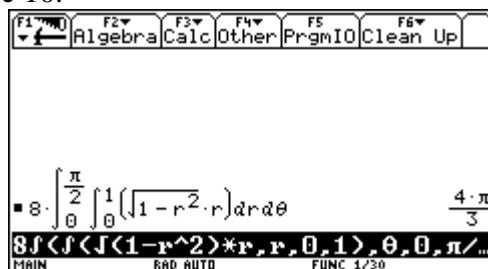 F1 F2 F3 F4 F5 F6
Algebra Calc Other PrgmIO Clean Up
8·∫₀^(π/2) ∫₀^1 (√(1 - r²)·r) dr dθ 4·π/3
8∫(∫(√(1-r^2)*r,r,0,1),θ,0,π/…
MAIN RAD AUTO FUNC 1/30